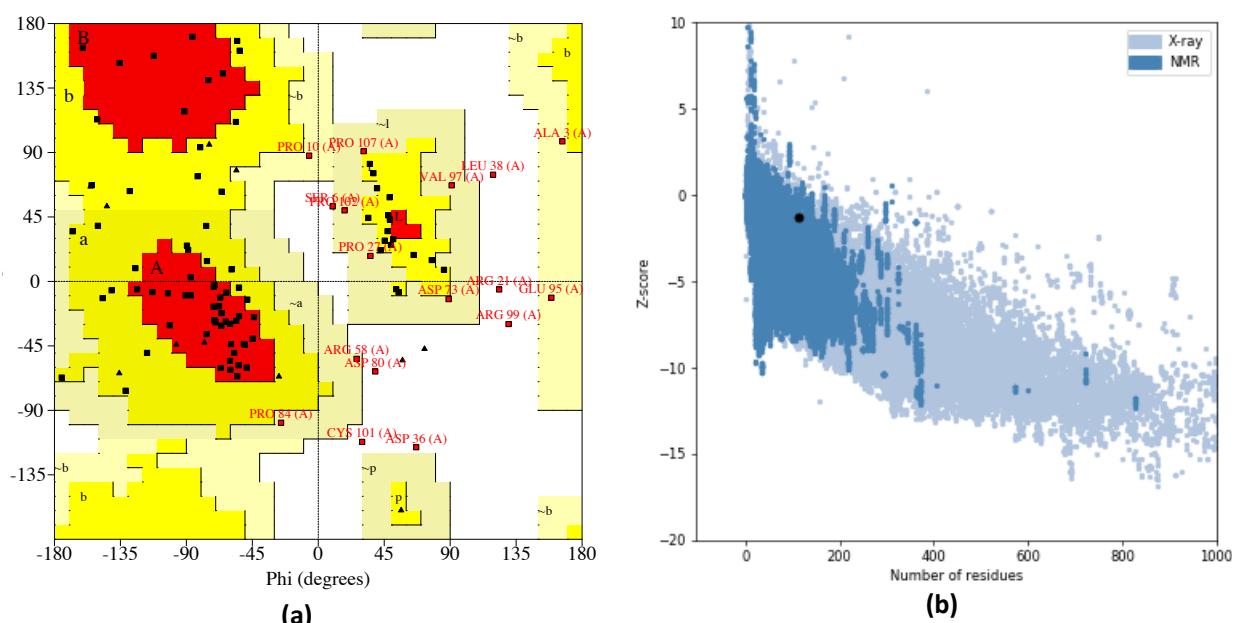 180
B
b
~b
~b
b
135
b
~b
~l
ALA 3 (A)
90
PRO 10 (A)
PRO 107 (A)
LEU 38 (A)
VAL 97 (A)
SER 6 (A)
PRO 102 (A)
45
L
a
PRO 27 (A)
A
0
ARG 21 (A)
ASP 73 (A)
GLU 95 (A)
~a
ARG 99 (A)
-45
ARG 58 (A)
ASP 80 (A)
-90
PRO 84 (A)
CYS 101 (A)
ASP 36 (A)
-135
~b
~p
~b
b
p
~b
-180 -135 -90 -45 0 45 90 135 180
Phi (degrees)
(a)
10
X-ray
NMR
5
0
−5
−10
−15
−20
Z-score
0 200 400 600 800 1000
Number of residues
(b)